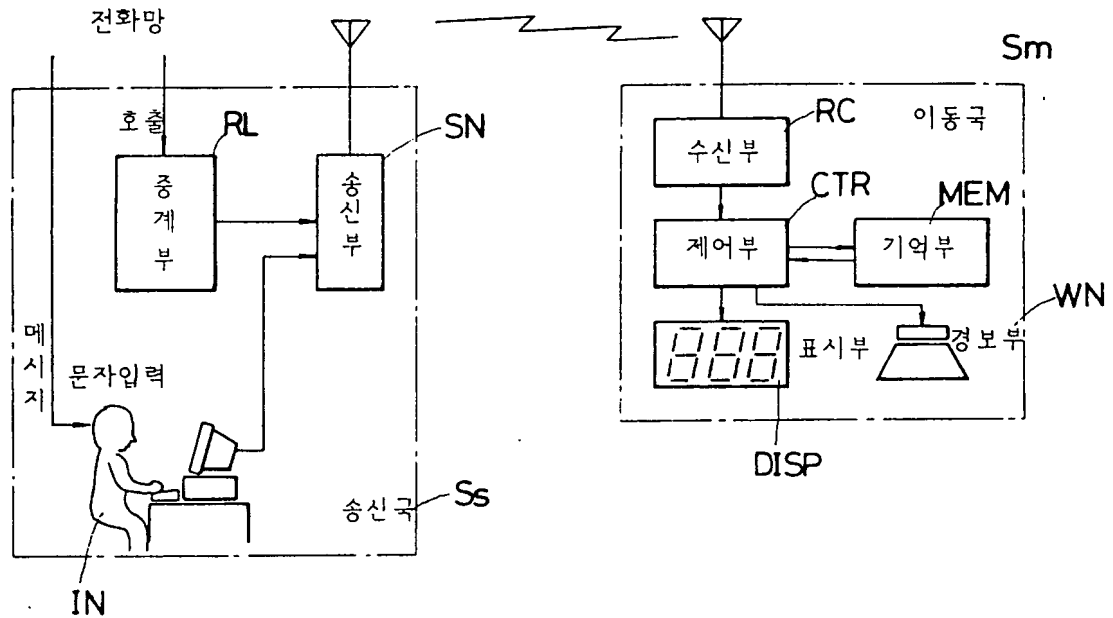 전화망
호출
RL
중계부
SN
송신부
메시지
문자입력
송신국
Ss
IN
Sm
이동국
RC
수신부
CTR
제어부
MEM
기억부
WN
경보부
표시부
DISP